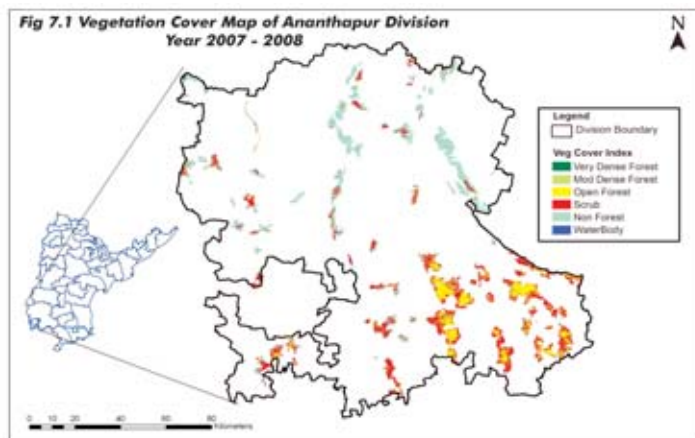 Fig 7.1 Vegetation Cover Map of Ananthapur Division
Year 2007 - 2008
N
Legend
Division Boundary
Veg Cover Index
Very Dense Forest
Mod Dense Forest
Open Forest
Scrub
Non Forest
WaterBody
0 10 20 40 60 80
Kilometers